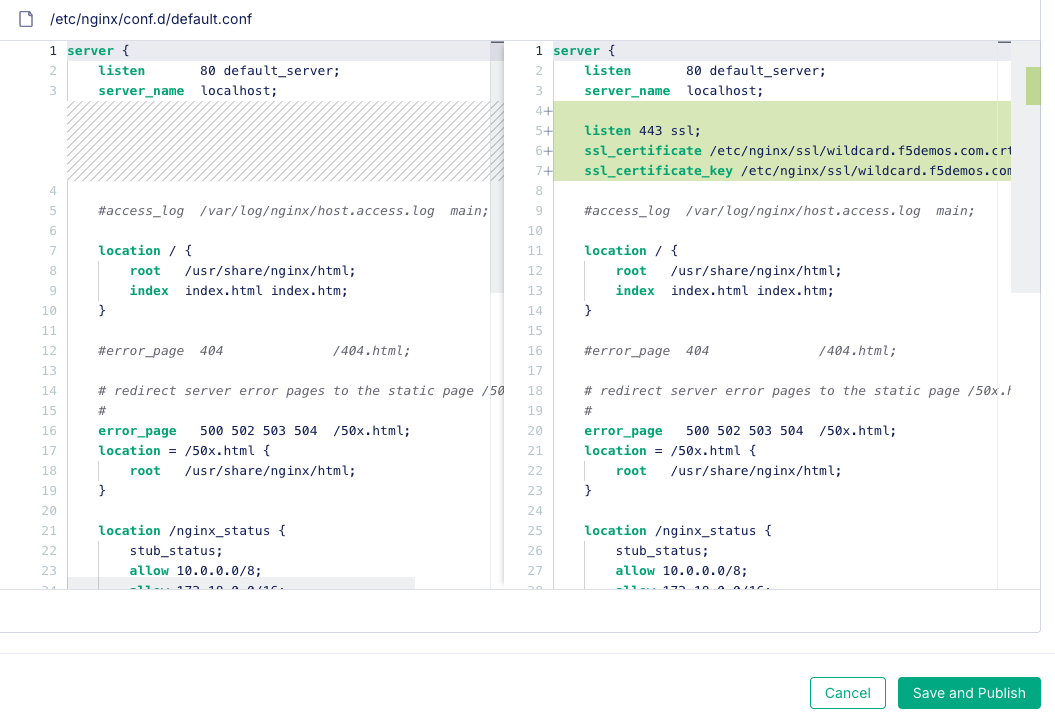 /etc/nginx/conf.d/default.conf
1 server {
2     listen       80 default_server;
3     server_name  localhost;
4
5     #access_log  /var/log/nginx/host.access.log  main;
6
7     location / {
8         root   /usr/share/nginx/html;
9         index  index.html index.htm;
10     }
11
12     #error_page  404              /404.html;
13
14     # redirect server error pages to the static page /50
15     #
16     error_page   500 502 503 504  /50x.html;
17     location = /50x.html {
18         root   /usr/share/nginx/html;
19     }
20
21     location /nginx_status {
22         stub_status;
23         allow 10.0.0.0/8;
1 server {
2     listen       80 default_server;
3     server_name  localhost;
4+
5+     listen 443 ssl;
6+     ssl_certificate /etc/nginx/ssl/wildcard.f5demos.com.crt
7+     ssl_certificate_key /etc/nginx/ssl/wildcard.f5demos.com
8
9     #access_log  /var/log/nginx/host.access.log  main;
10
11     location / {
12         root   /usr/share/nginx/html;
13         index  index.html index.htm;
14     }
15
16     #error_page  404              /404.html;
17
18     # redirect server error pages to the static page /50x.h
19     #
20     error_page   500 502 503 504  /50x.html;
21     location = /50x.html {
22         root   /usr/share/nginx/html;
23     }
24
25     location /nginx_status {
26         stub_status;
27         allow 10.0.0.0/8;
Cancel
Save and Publish